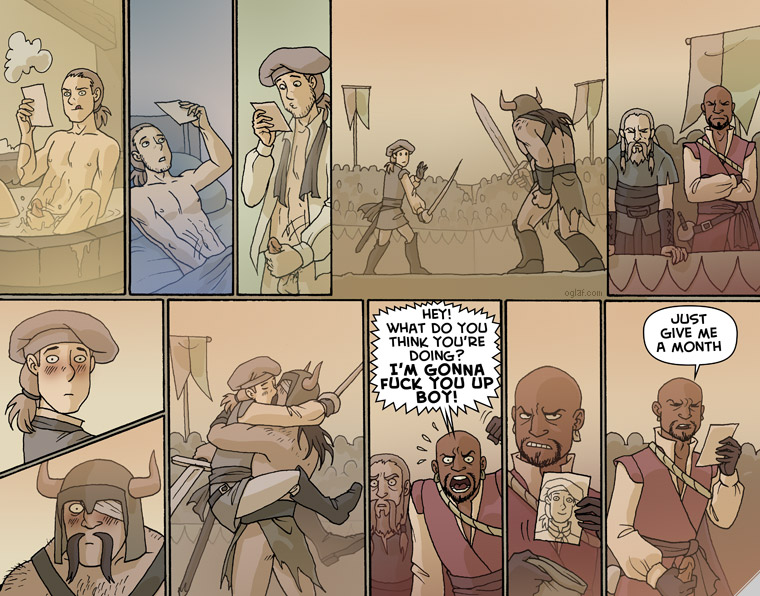 oglaf.com
HEY!
WHAT DO YOU
THINK YOU'RE
DOING?
I'M GONNA
FUCK YOU UP
BOY!
JUST
GIVE ME
A MONTH